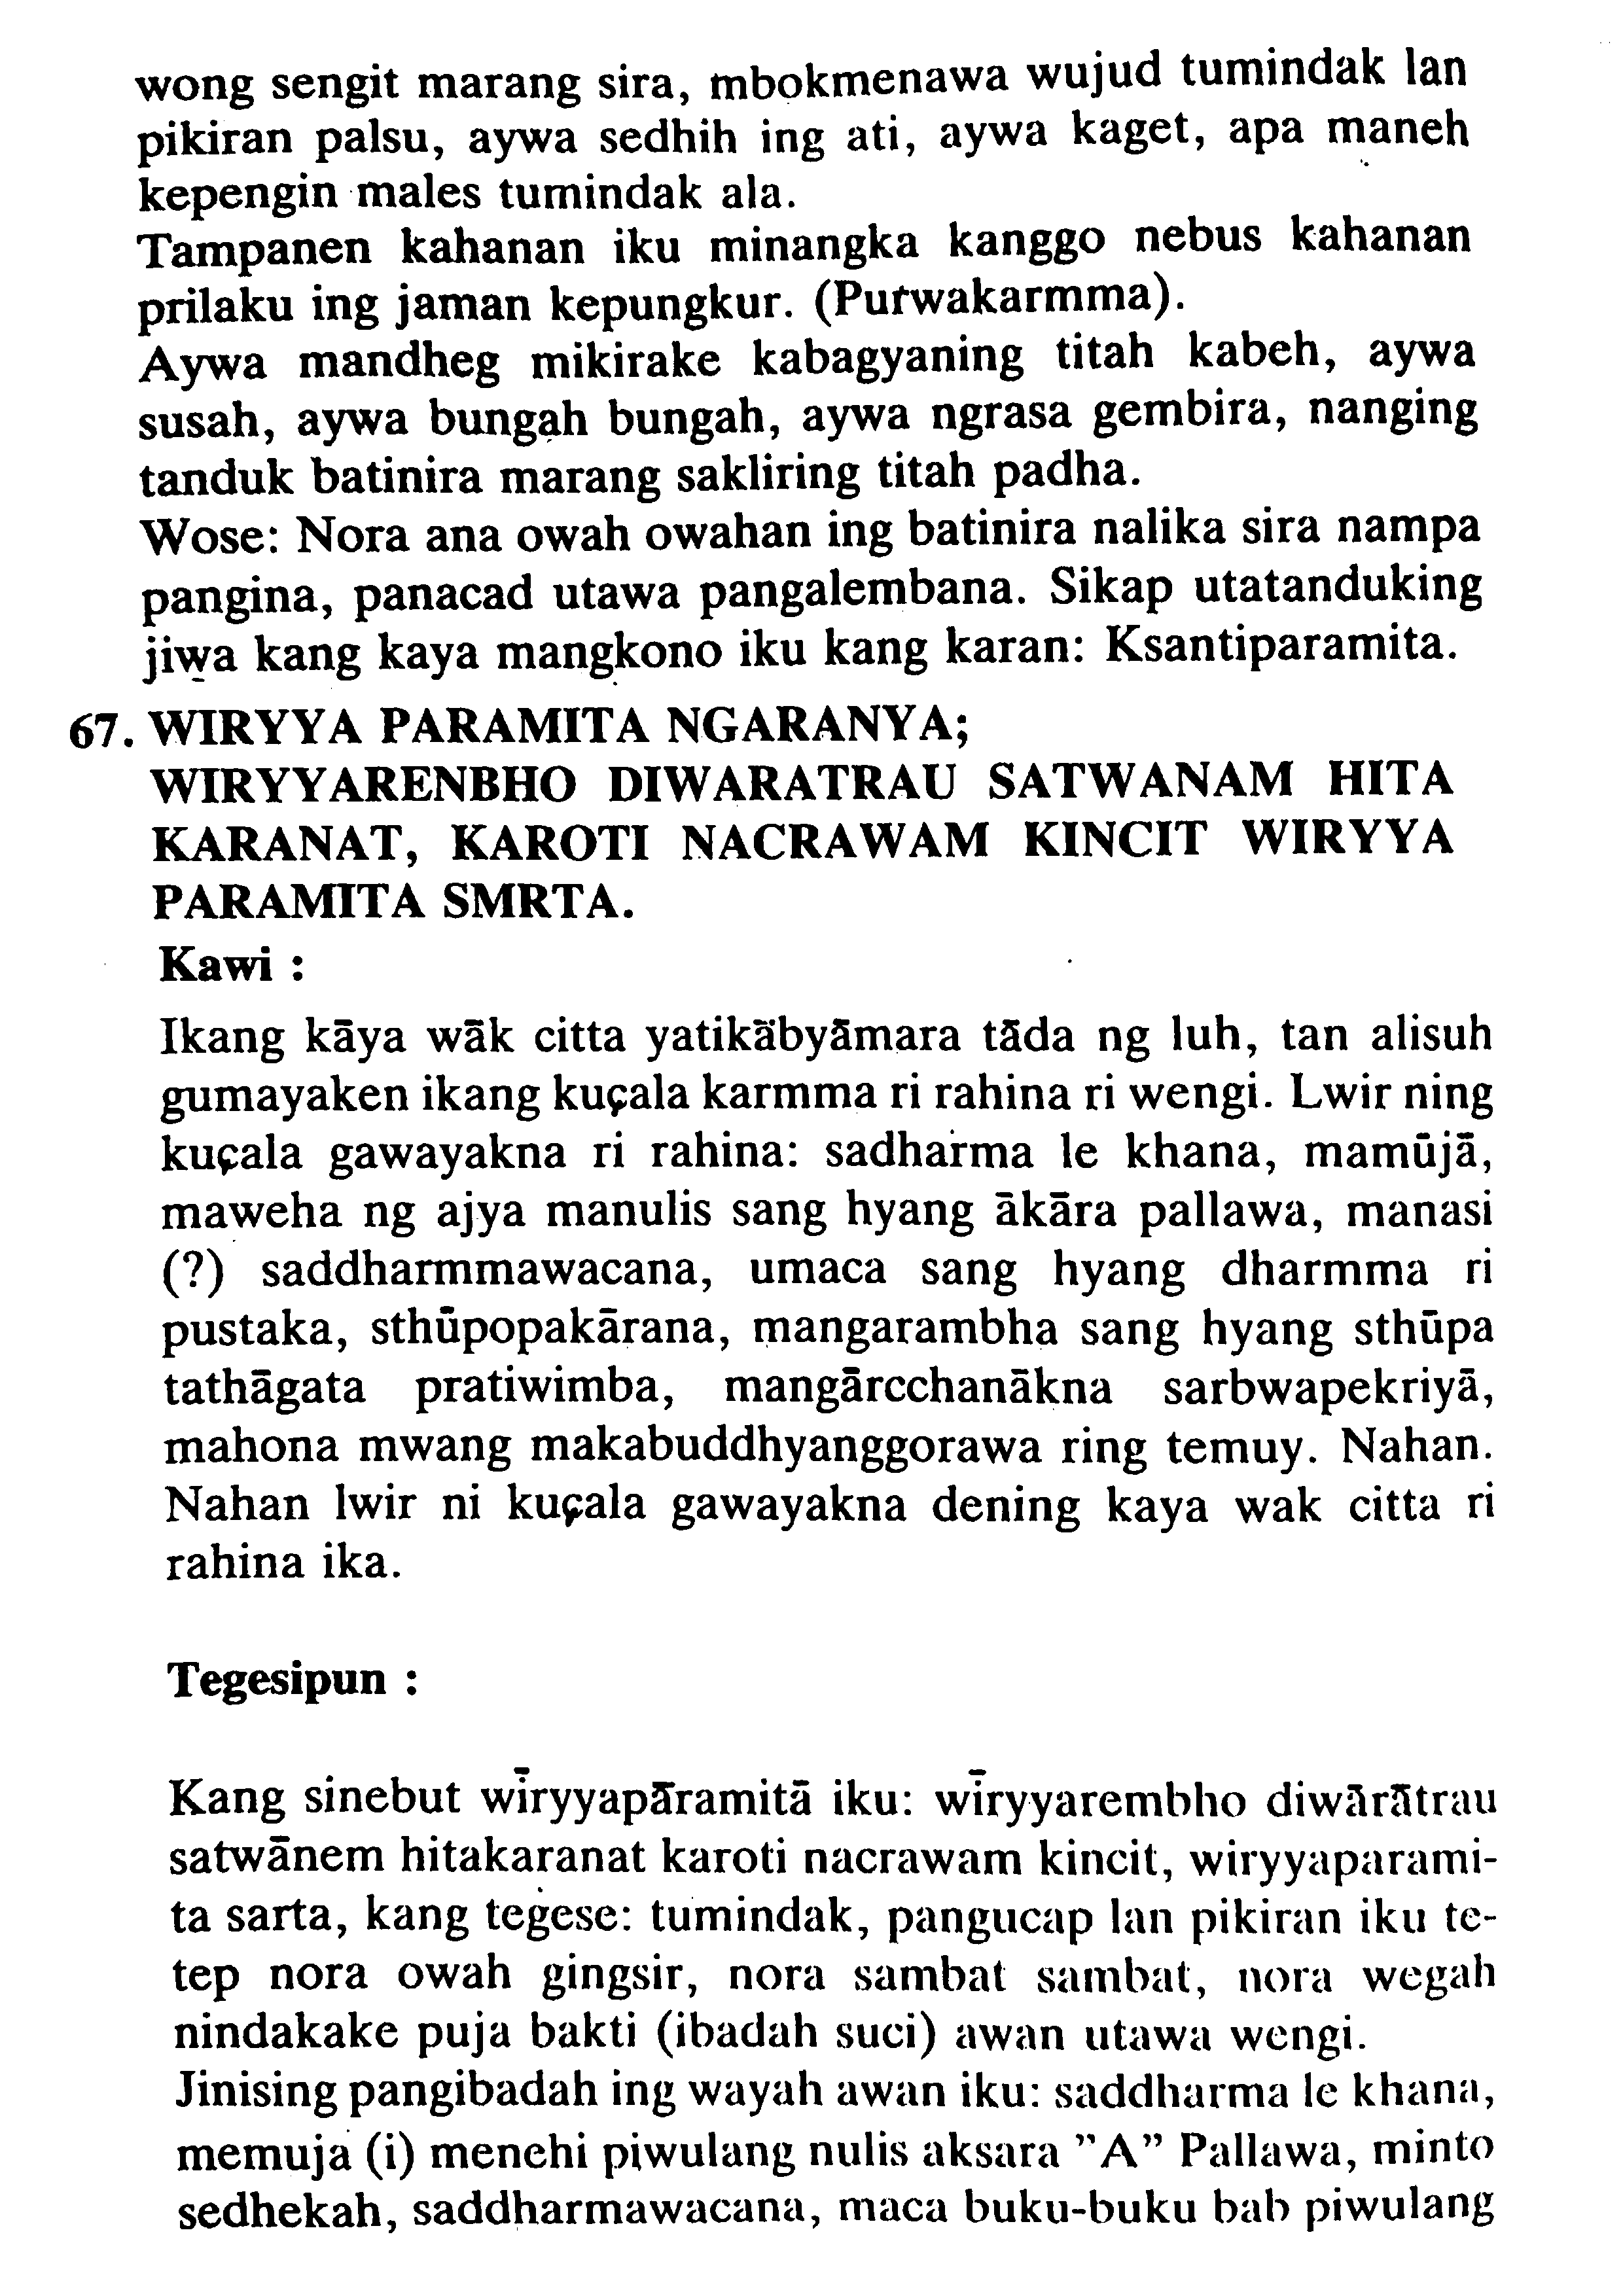 wong sengit marang sira, mbokmenawa wujud tumindak lan
pikiran palsu, aywa sedhih ing ati, aywa kaget, apa maneh
kepengin males tumindak ala.
Tampanen kahanan iku minangka kanggo nebus kahanan
prilaku ing jaman kepungkur. (Purwakarmma).
Aywa mandheg mikirake kabagyaning titah kabeh, aywa
susah, aywa bungah bungah, aywa ngrasa gembira, nanging
tanduk batinira marang sakliring titah padha.
Wose: Nora ana owah owahan ing batinira nalika sira nampa
pangina, panacad utawa pangalembana. Sikap utatanduking
jiwa kang kaya mangkono iku kang karan: Ksantiparamita.
67. WIRYYA PARAMITA NGARANYA;
WIRYYARENBHO DIWARATRAU SATWANAM HITA
KARANAT, KAROTI NACRAWAM KINCIT WIRYYA
PARAMITA SMRTA.
Kawi :
Ikang kāya wāk citta yatikābyāmara tāda ng luh, tan alisuh
gumayaken ikang kuçala karmma ri rahina ri wengi. Lwir ning
kuçala gawayakna ri rahina: sadharma le khana, mamūjā,
maweha ng ajya manulis sang hyang ākāra pallawa, manasi
(?) saddharmmawacana, umaca sang hyang dharmma ri
pustaka, sthūpopakārana, mangarambha sang hyang sthūpa
tathāgata pratiwimba, mangārcchanākna sarbwapekriyā,
mahona mwang makabuddhyanggorawa ring temuy. Nahan.
Nahan lwir ni kuçala gawayakna dening kaya wak citta ri
rahina ika.
Tegesipun :
Kang sinebut wīryyapāramitā iku: wīryyarembho diwārātrau
satwānem hitakaranat karoti nacrawam kincit, wiryyaparami-
ta sarta, kang tegese: tumindak, pangucap lan pikiran iku te-
tep nora owah gingsir, nora sambat sambat, nora wegah
nindakake puja bakti (ibadah suci) awan utawa wengi.
Jinising pangibadah ing wayah awan iku: saddharma le khana,
memuja (i) menehi piwulang nulis aksara ”A” Pallawa, minto
sedhekah, saddharmawacana, maca buku-buku bab piwulang